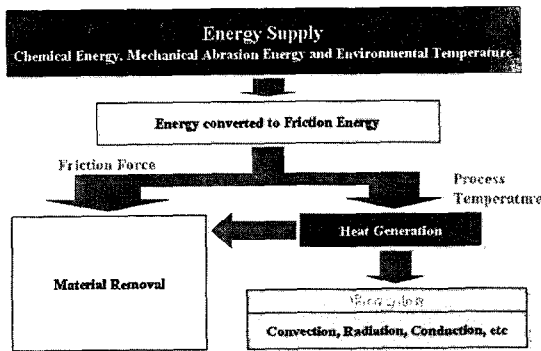 Energy Supply
Chemical Energy, Mechanical Abrasion Energy and Environmental Temperature
Energy converted to Friction Energy
Friction Force
Process
Temperature
Heat Generation
Material Removal
Convection, Radiation, Conduction, etc